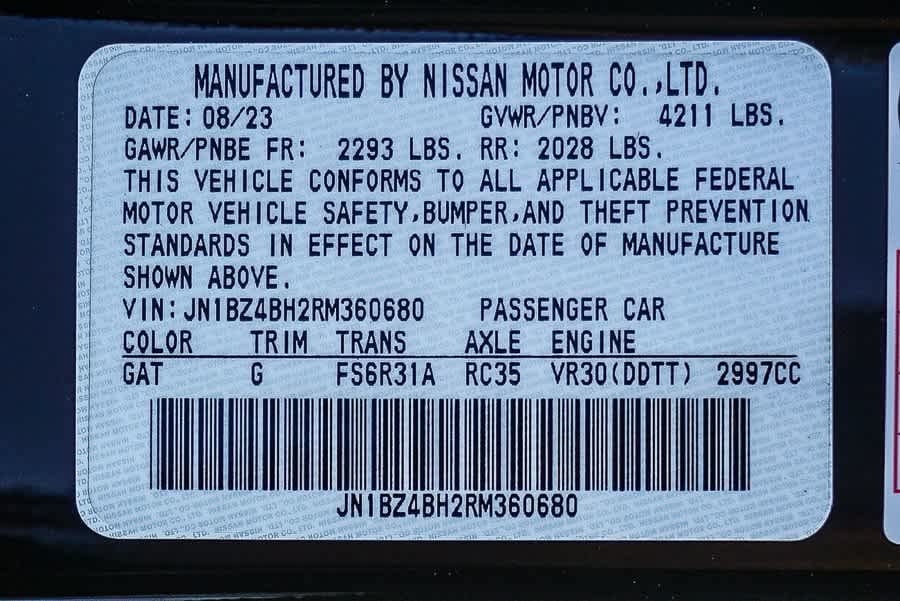 MANUFACTURED BY NISSAN MOTOR CO.,LTD.
DATE: 08/23 GVWR/PNBV: 4211 LBS.
GAWR/PNBE FR: 2293 LBS. RR: 2028 LBS.
THIS VEHICLE CONFORMS TO ALL APPLICABLE FEDERAL
MOTOR VEHICLE SAFETY,BUMPER,AND THEFT PREVENTION
STANDARDS IN EFFECT ON THE DATE OF MANUFACTURE
SHOWN ABOVE.
VIN: JN1BZ4BH2RM360680 PASSENGER CAR
COLOR TRIM TRANS AXLE ENGINE
GAT G FS6R31A RC35 VR30(DDTT) 2997CC
JN1BZ4BH2RM360680